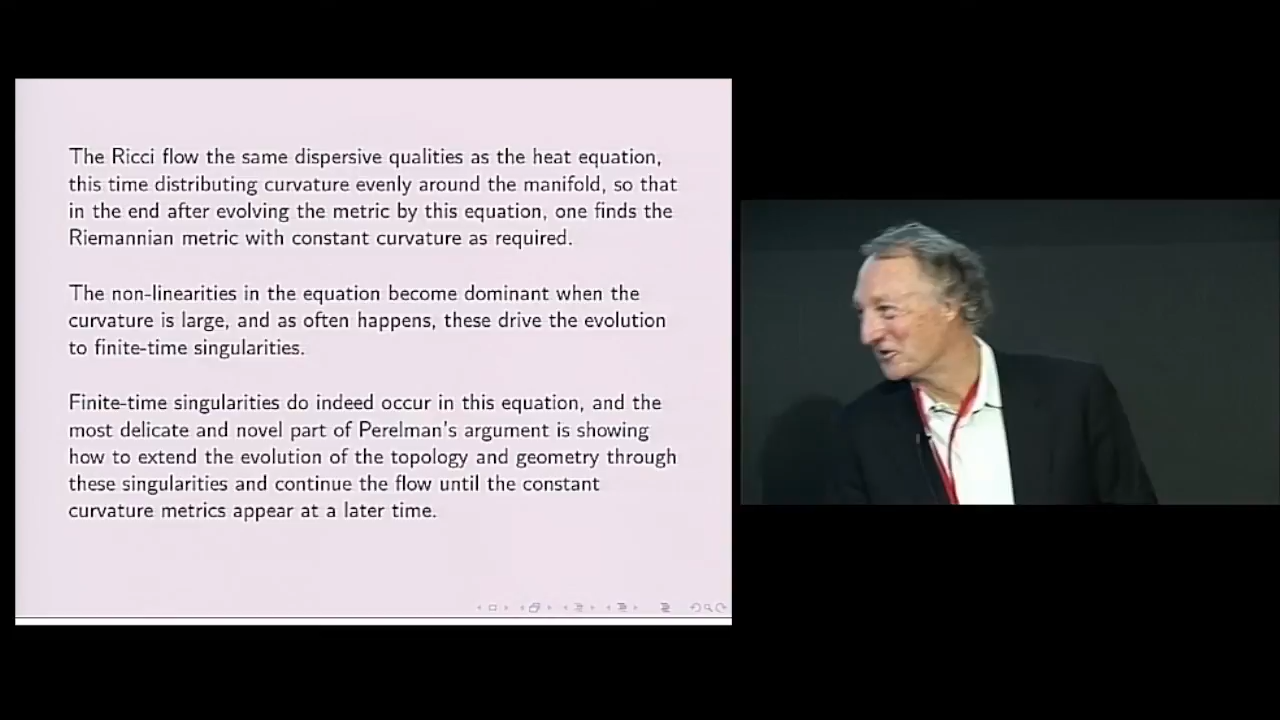 The Ricci flow the same dispersive qualities as the heat equation,
this time distributing curvature evenly around the manifold, so that
in the end after evolving the metric by this equation, one finds the
Riemannian metric with constant curvature as required.
The non-linearities in the equation become dominant when the
curvature is large, and as often happens, these drive the evolution
to finite-time singularities.
Finite-time singularities do indeed occur in this equation, and the
most delicate and novel part of Perelman's argument is showing
how to extend the evolution of the topology and geometry through
these singularities and continue the flow until the constant
curvature metrics appear at a later time.